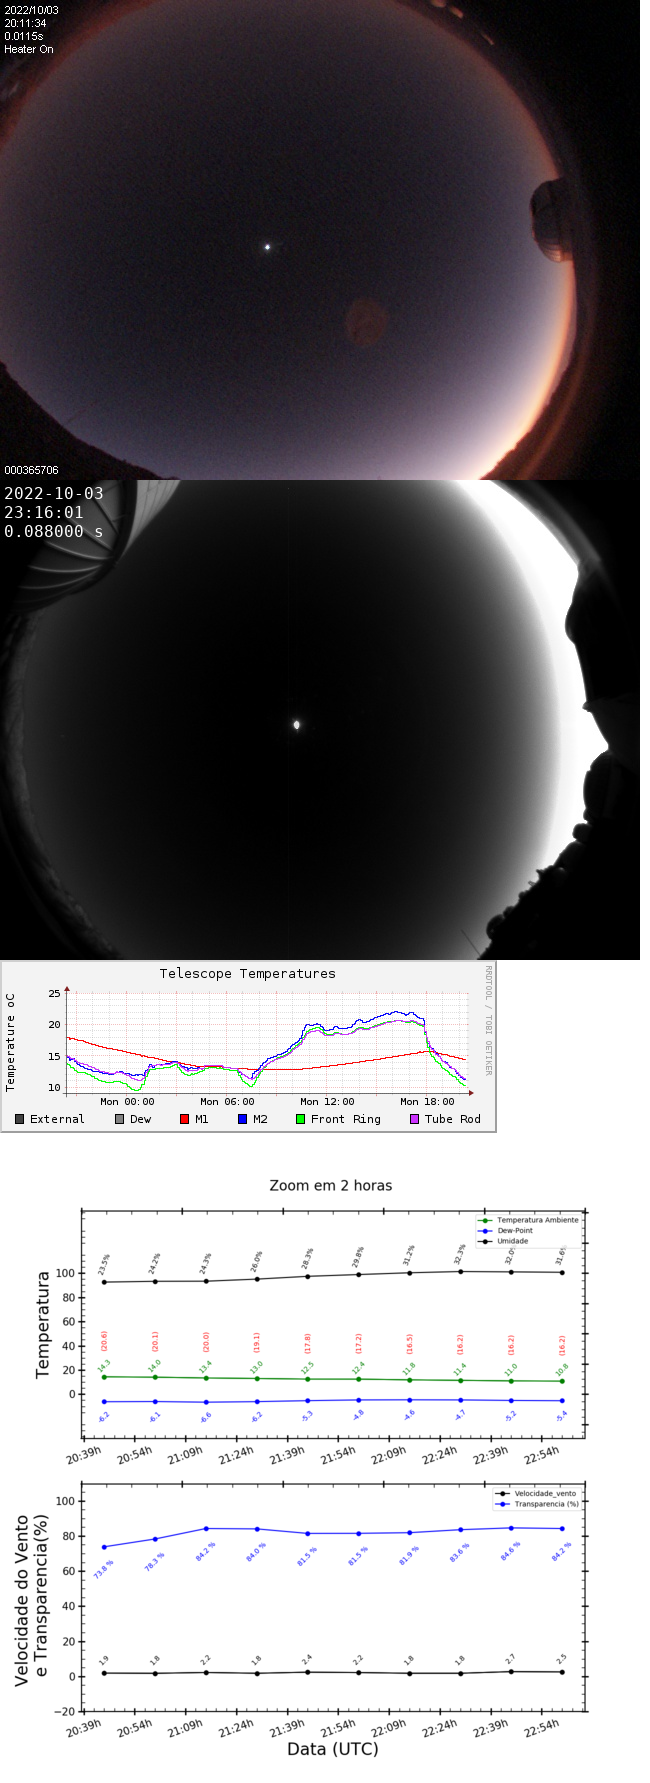 2022/10/03
20:11:34
0.0115s
Heater On
000365706
2022-10-03
23:16:01
0.088000 s
Telescope Temperatures
RRDTOOL / TOBI OETIKER
Temperature oC
25
20
15
10
Mon 00:00 Mon 06:00 Mon 12:00 Mon 18:00
External Dew M1 M2 Front Ring Tube Rod
Zoom em 2 horas
Temperatura Ambiente
Dew-Point
Umidade
Temperatura
100
80
60
40
20
0
23.5% 24.2% 24.3% 26.0% 28.3% 29.8% 31.2% 32.3% 32.0% 31.6%
(20.6) (20.1) (20.0) (19.1) (17.8) (17.2) (16.5) (16.2) (16.2) (16.2)
14.3 14.0 13.4 13.0 12.5 12.4 11.8 11.4 11.0 10.8
-6.2 -6.1 -6.6 -6.2 -5.3 -4.8 -4.6 -4.7 -5.2 -5.4
20:39h 20:54h 21:09h 21:24h 21:39h 21:54h 22:09h 22:24h 22:39h 22:54h
Velocidade_vento
Transparencia (%)
Velocidade do Vento
e Transparencia(%)
100
80
60
40
20
0
−20
73.8 % 78.3 % 84.2 % 84.0 % 81.5 % 81.5 % 81.9 % 83.6 % 84.6 % 84.2 %
1.9 1.8 2.2 1.8 2.4 2.2 1.8 1.8 2.7 2.5
20:39h 20:54h 21:09h 21:24h 21:39h 21:54h 22:09h 22:24h 22:39h 22:54h
Data (UTC)